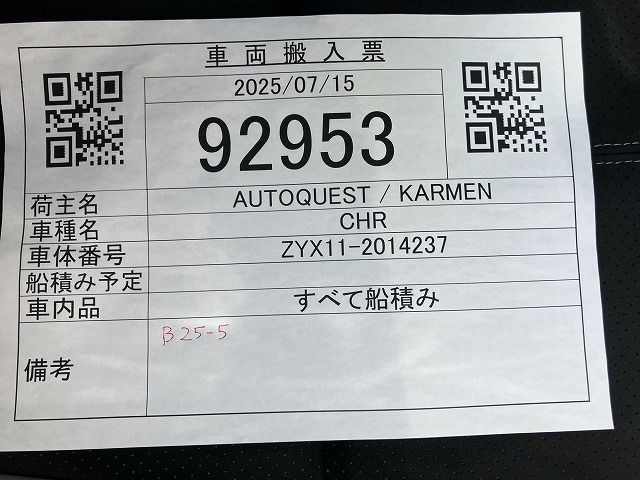 車両搬入票
2025/07/15
92953
荷主名 AUTOQUEST / KARMEN
車種名 CHR
車体番号 ZYX11-2014237
船積み予定
車内品 すべて船積み
備考 B25-5